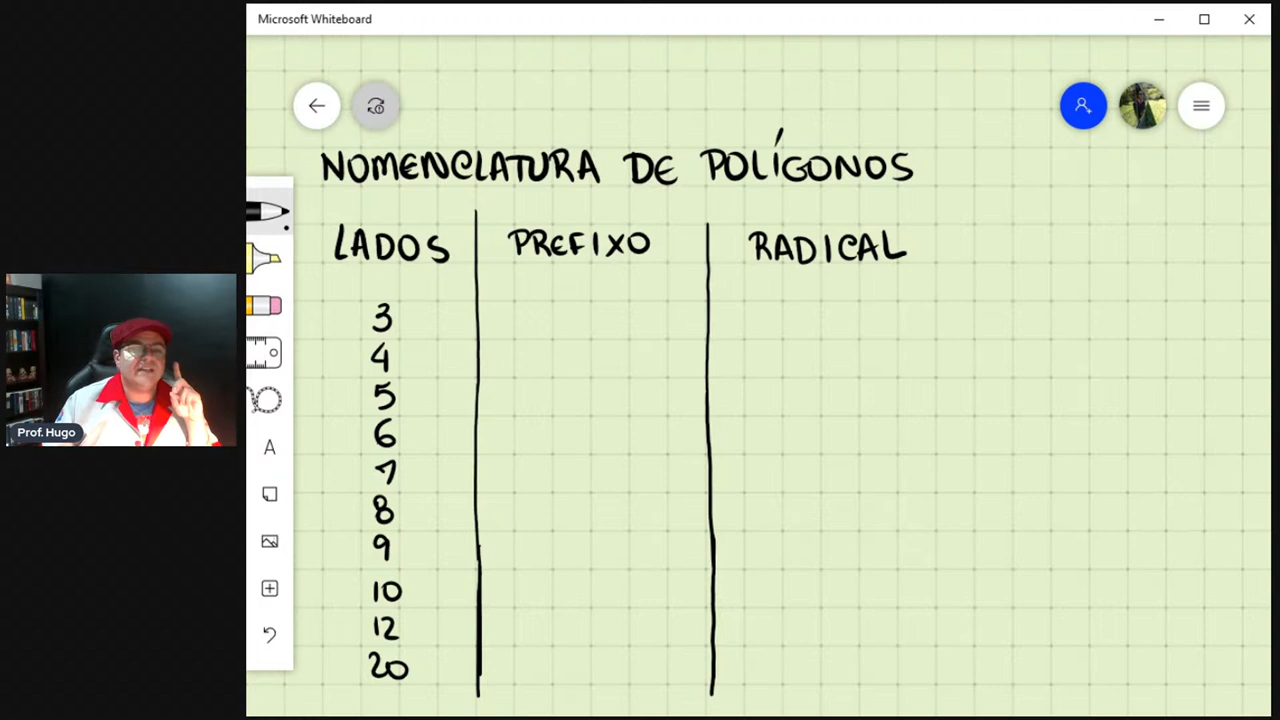 Microsoft Whiteboard
NOMENCLATURA DE POLÍGONOS
LADOS PREFIXO RADICAL
3
4
5
6
7
8
9
10
12
20
Prof. Hugo
A